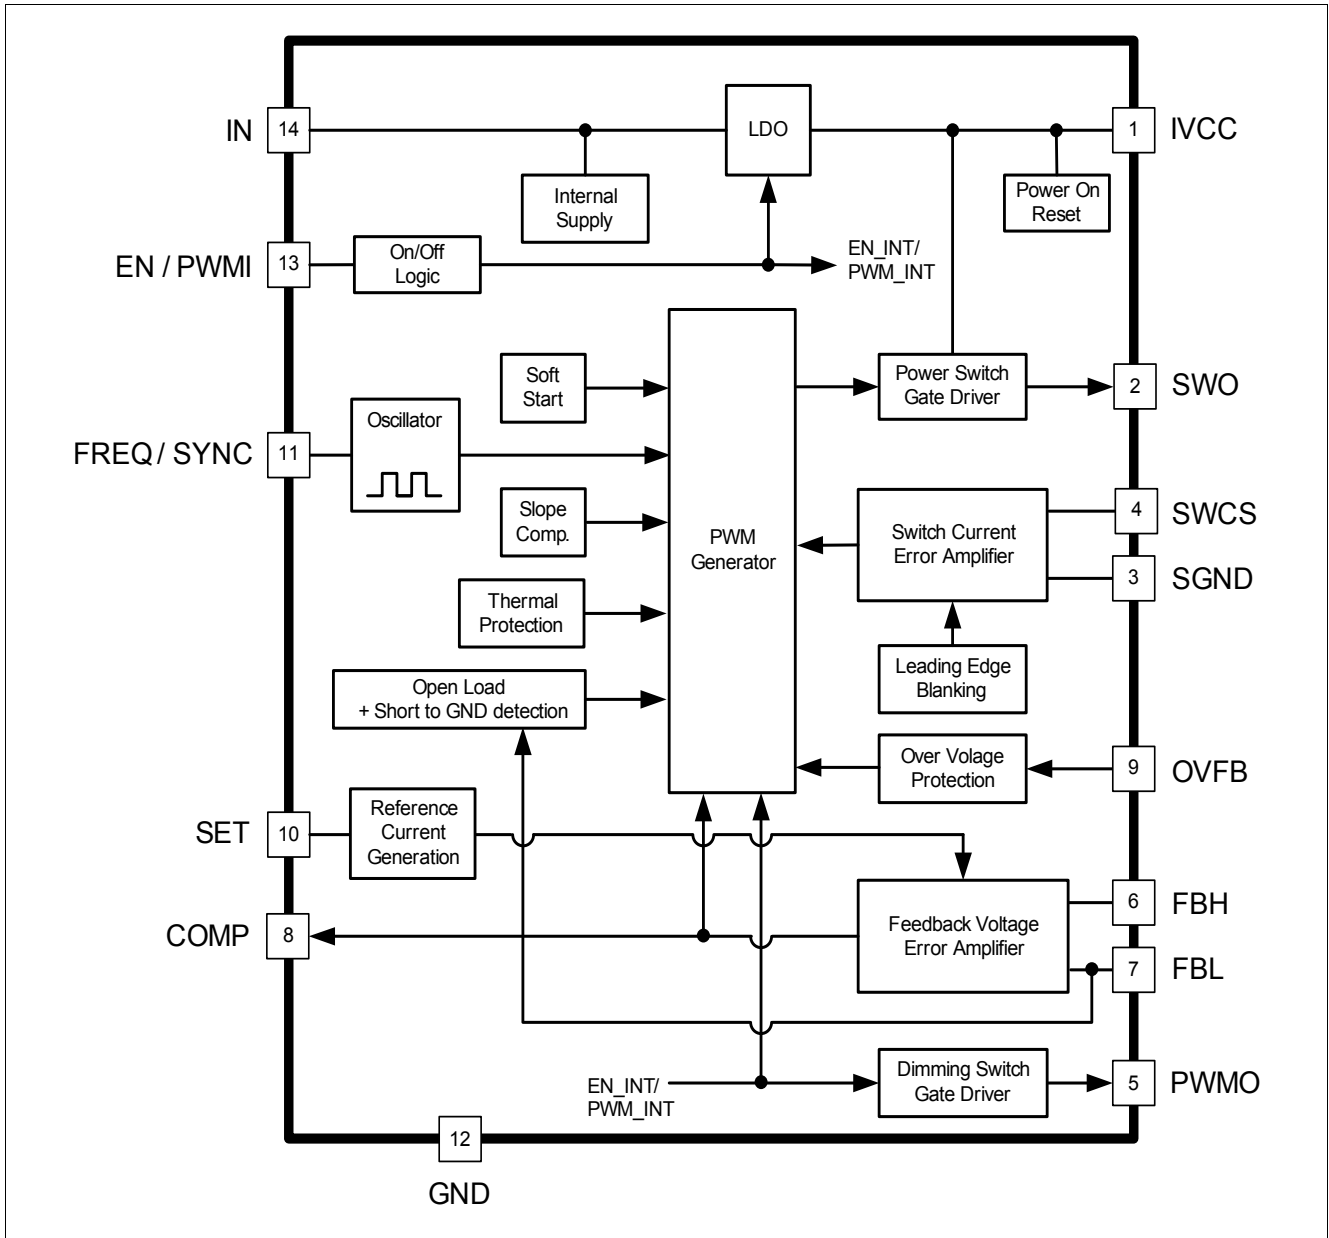 IN
14
LDO
1
IVCC
Internal
Supply
Power On
Reset
EN / PWMI
13
On/Off
Logic
EN_INT/
PWM_INT
Soft
Start
Power Switch
Gate Driver
2
SWO
FREQ / SYNC
11
Oscillator
Slope
Comp.
PWM
Generator
Switch Current
Error Amplifier
4
SWCS
3
SGND
Thermal
Protection
Leading Edge
Blanking
Open Load
+ Short to GND detection
Over Volage
Protection
9
OVFB
SET
10
Reference
Current
Generation
COMP
8
Feedback Voltage
Error Amplifier
6
FBH
7
FBL
EN_INT/
PWM_INT
Dimming Switch
Gate Driver
5
PWMO
12
GND